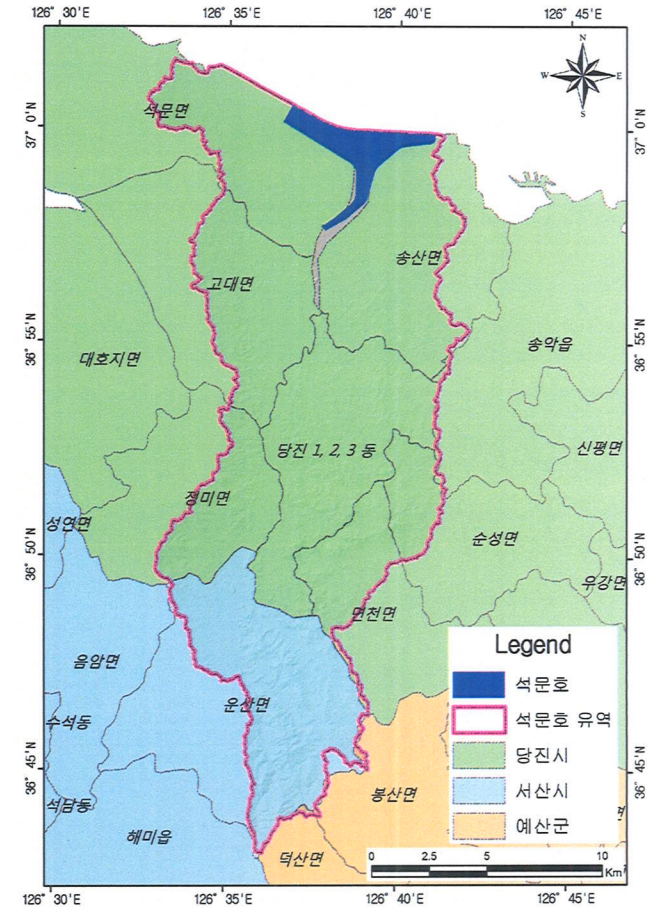 126° 30'E 126° 35'E 126° 40'E 126° 45'E
N
W E
S
37° 0'N 37° 0'N
석문면
고대면
송산면
36° 55'N 36° 55'N
대호지면
송악읍
당진 1, 2, 3 동
신평면
정미면
성연면
순성면
36° 50'N 36° 50'N
우강면
면천면
음암면
운산면
수석동
36° 45'N 36° 45'N
석남동
해미읍
봉산면
덕산면
Legend
석문호
석문호 유역
당진시
서산시
예산군
면
0 2.5 5 10
Km
126° 30'E 126° 35'E 126° 40'E 126° 45'E